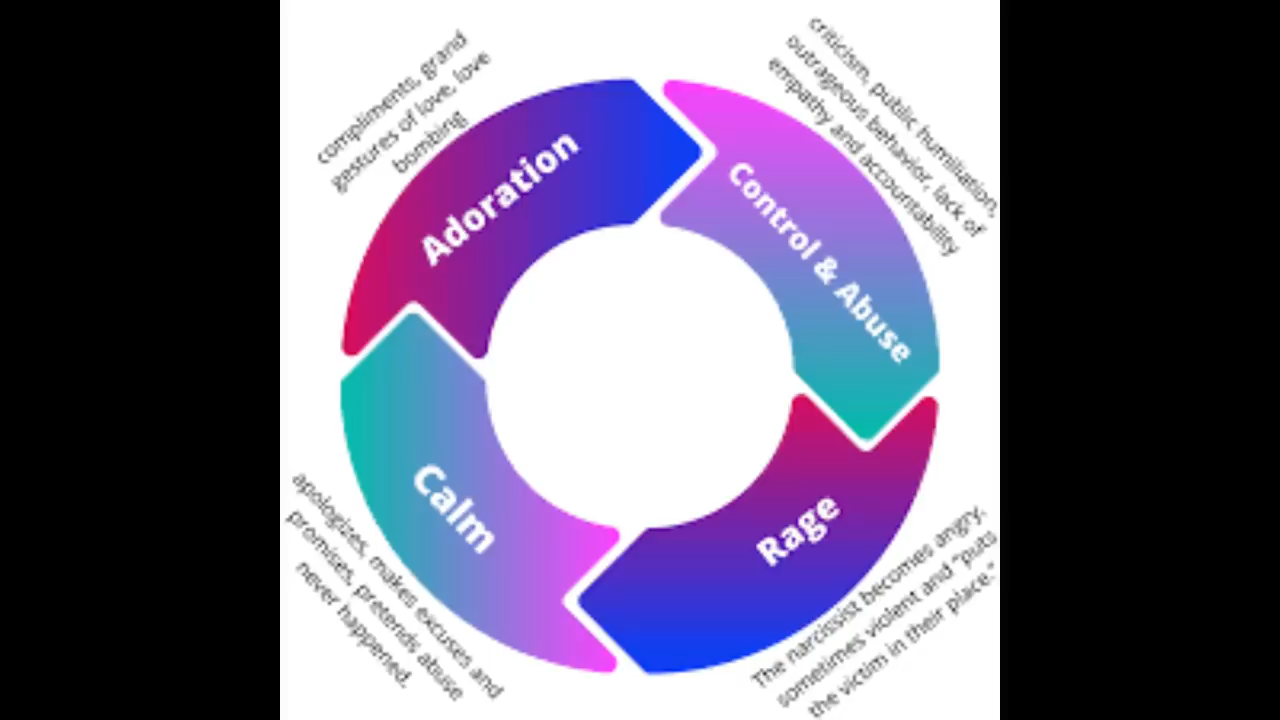 compliments, grand
gestures of love, love
bombing
Adoration
criticism, public humiliation,
outrageous behavior, lack of
empathy and accountability
Control & Abuse
Rage
The narcissist becomes angry,
sometimes violent and "puts
the victim in their place."
Calm
apologizes, makes excuses and
promises, pretends abuse
never happened.